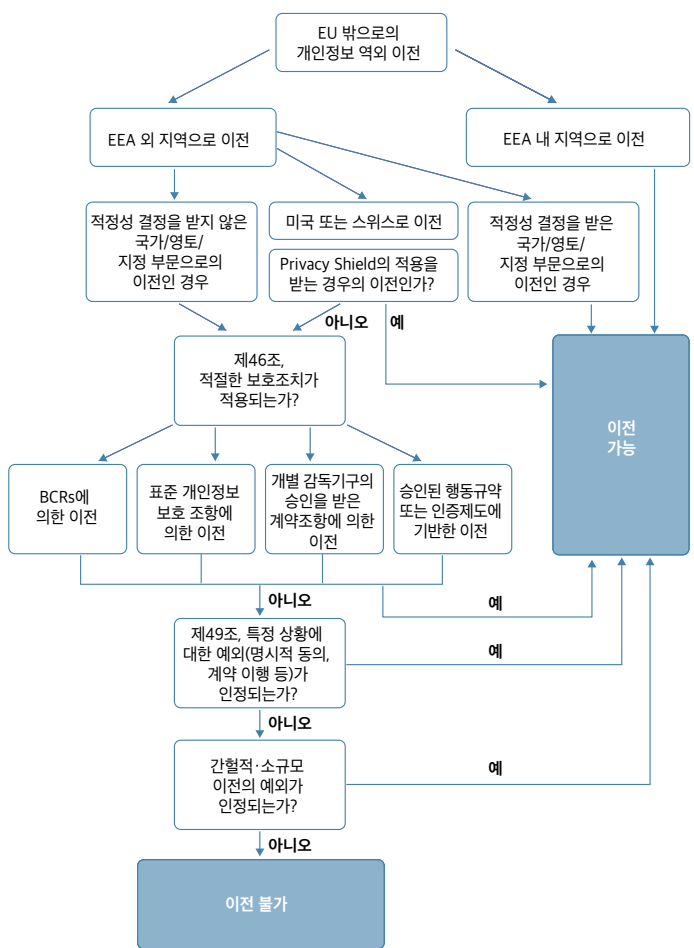 EU 밖으로의
개인정보 역외 이전
EEA 외 지역으로 이전
EEA 내 지역으로 이전
적정성 결정을 받지 않은
국가/영토/
지정 부문으로의
이전인 경우
미국 또는 스위스로 이전
Privacy Shield의 적용을
받는 경우의 이전인가?
적정성 결정을 받은
국가/영토/
지정 부문으로의
이전인 경우
아니오
예
제46조,
적절한 보호조치가
적용되는가?
이전
가능
BCRs에
의한 이전
표준 개인정보
보호 조항에
의한 이전
개별 감독기구의
승인을 받은
계약조항에 의한
이전
승인된 행동규약
또는 인증제도에
기반한 이전
아니오
예
제49조, 특정 상황에
대한 예외(명시적 동의,
계약 이행 등)가
인정되는가?
예
아니오
간헐적·소규모
이전의 예외가
인정되는가?
예
아니오
이전 불가